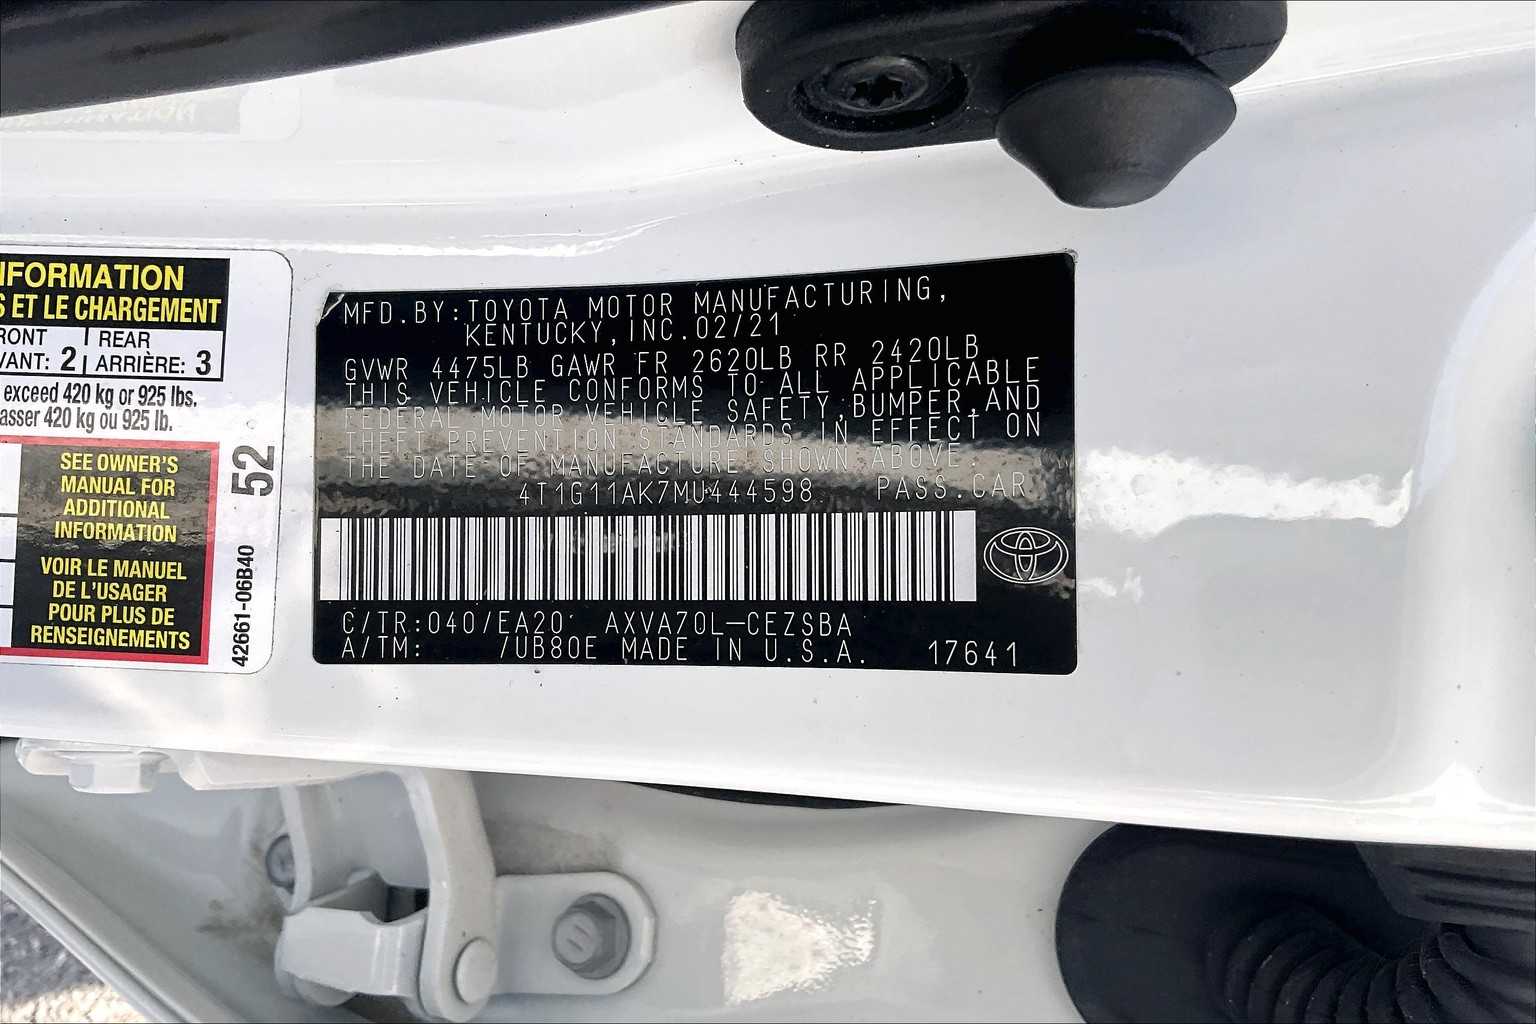 INFORMATION
S ET LE CHARGEMENT
RONT | REAR
VANT: 2 | ARRIÈRE: 3
exceed 420 kg or 925 lbs.
asser 420 kg ou 925 lb.
SEE OWNER'S
MANUAL FOR
ADDITIONAL
INFORMATION
VOIR LE MANUEL
DE L'USAGER
POUR PLUS DE
RENSEIGNEMENTS
52
42661-06B40
MFD.BY:TOYOTA MOTOR MANUFACTURING,
KENTUCKY,INC.02/21
GVWR 4475LB GAWR FR 2620LB RR 2420LB
THIS VEHICLE CONFORMS TO ALL APPLICABLE
FEDERAL MOTOR VEHICLE SAFETY,BUMPER,AND
THEFT PREVENTION STANDARDS IN EFFECT ON
THE DATE OF MANUFACTURE SHOWN ABOVE.
4T1G11AK7MU444598 PASS.CAR
C/TR:040/EA20 AXVA70L-CEZSBA
A/TM: /UB80E MADE IN U.S.A. 17641